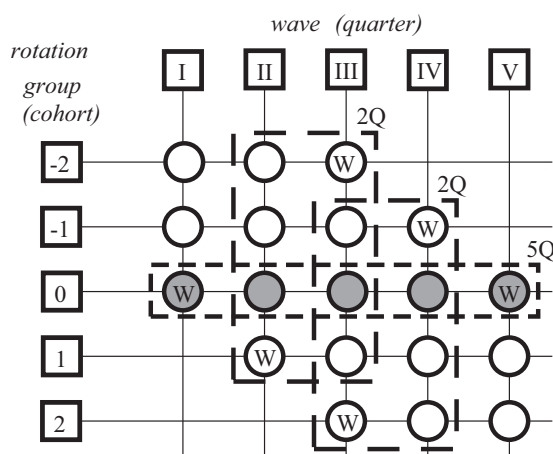 wave (quarter)
rotation
group
(cohort)
I II III IV V
2Q
-2 W
2Q
-1 W
5Q
0 W W
1 W
2 W